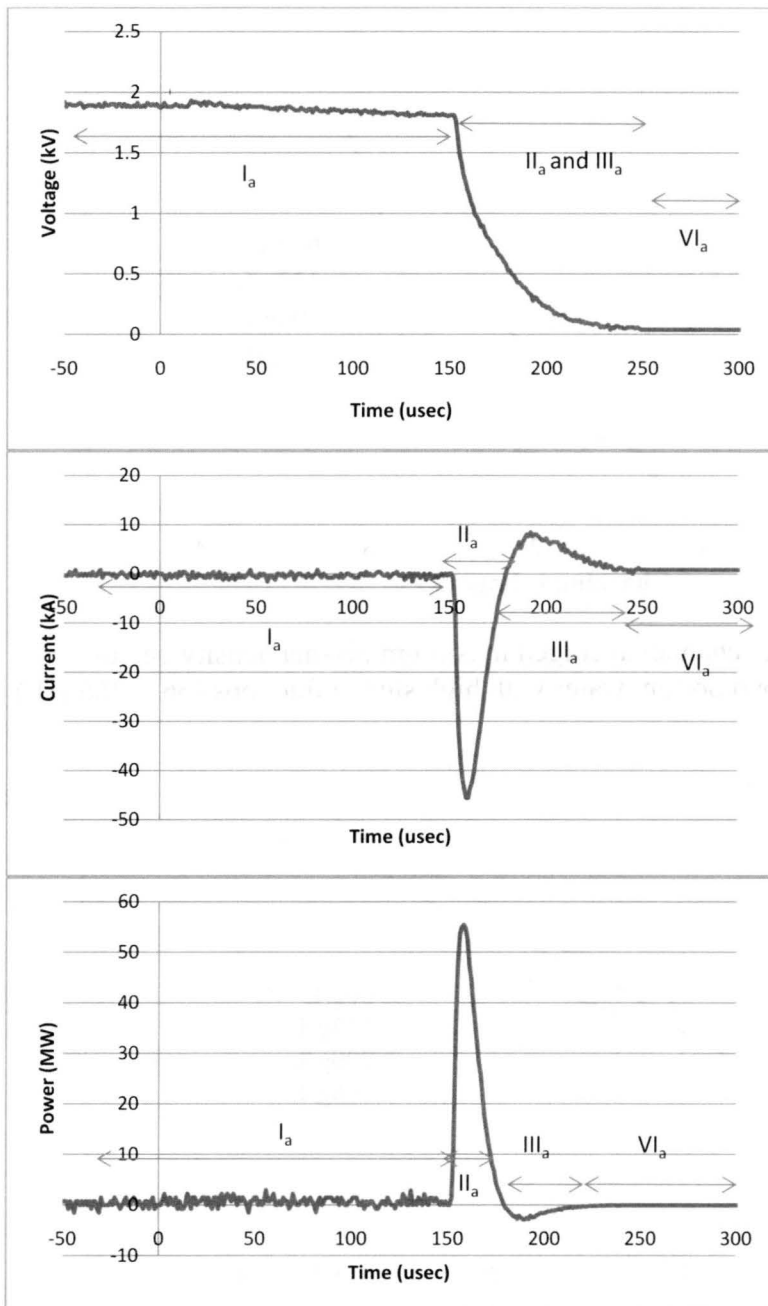 2.5
2
1.5
1
0.5
0
Voltage (kV)
Iₐ
IIₐ and IIIₐ
VIₐ
-50 0 50 100 150 200 250 300
Time (usec)
20
10
0
-10
-20
-30
-40
-50
Current (kA)
IIₐ
-50 0 50 100 150 200 250 300
Iₐ
IIIₐ
VIₐ
Time (usec)
60
50
40
30
20
10
0
-10
Power (MW)
Iₐ
IIₐ
IIIₐ
VIₐ
-50 0 50 100 150 200 250 300
Time (usec)